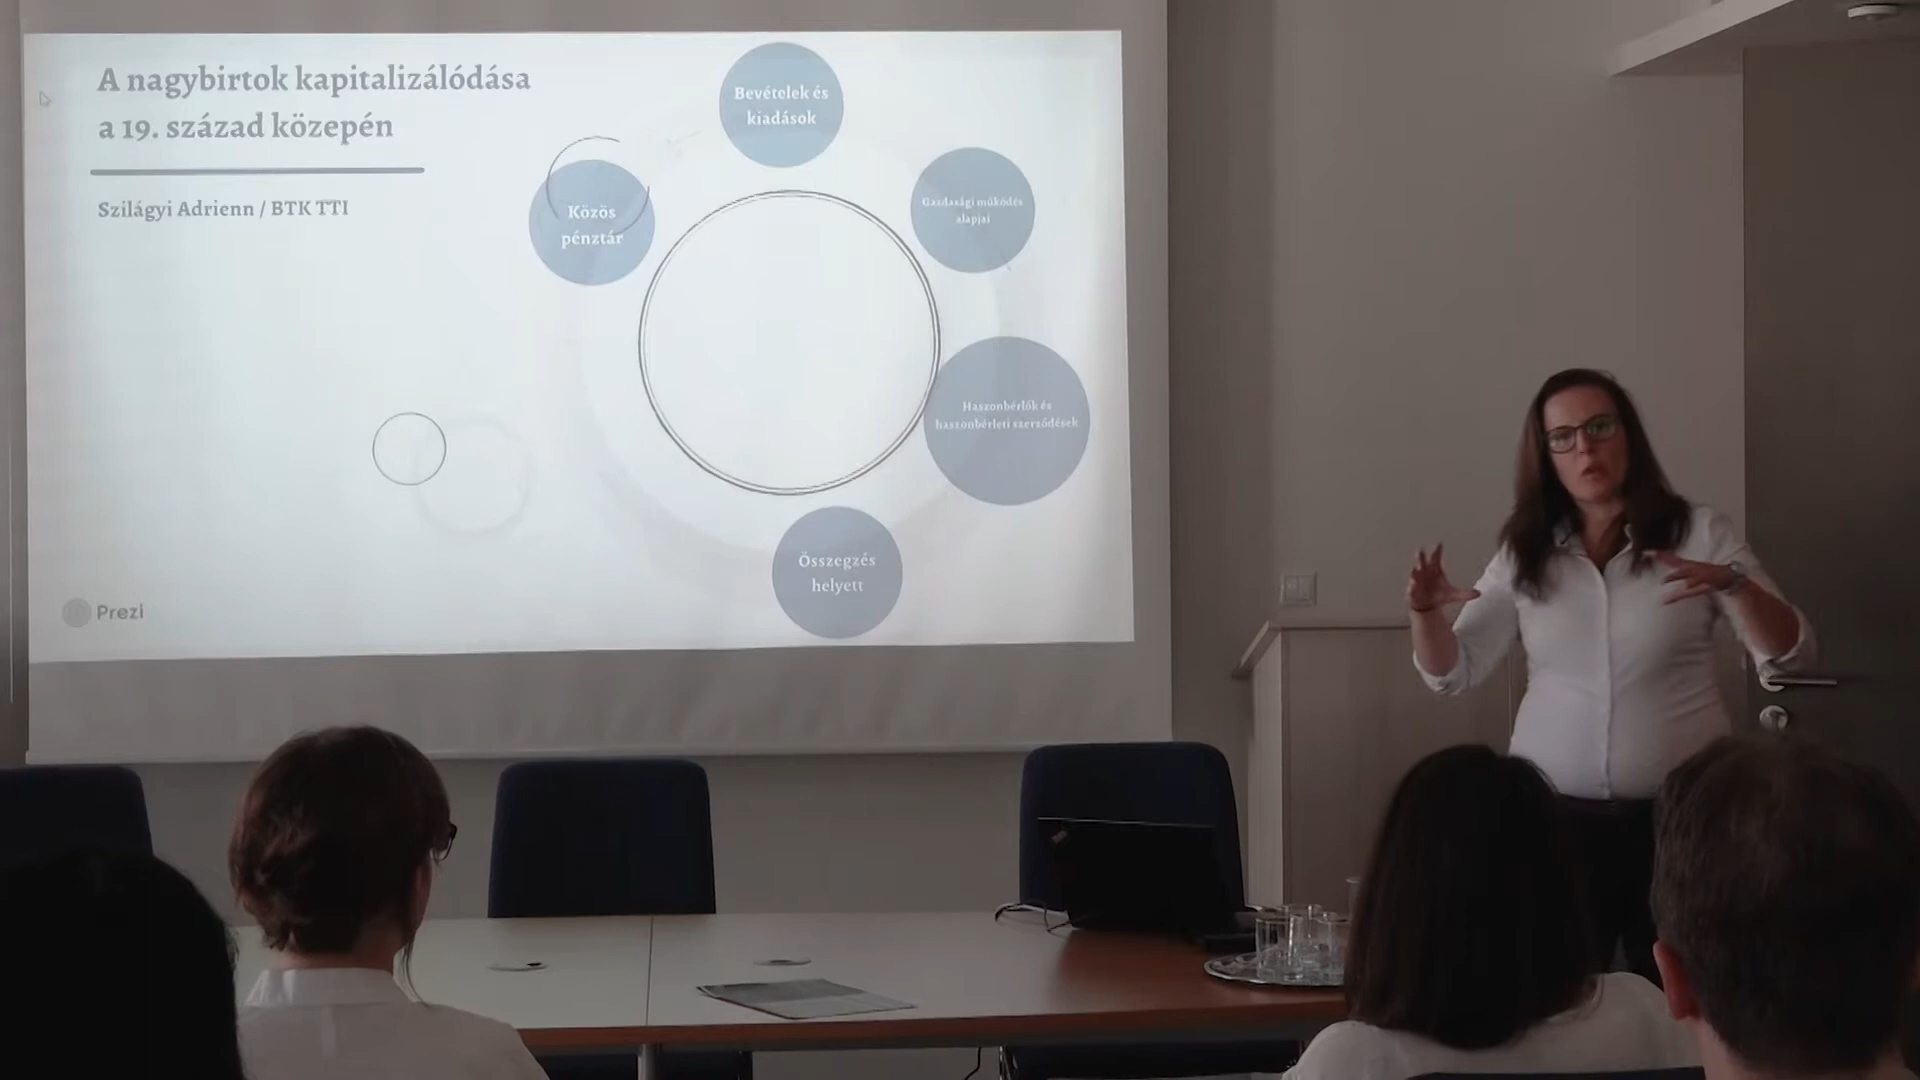 A nagybirtok kapitalizálódása
a 19. század közepén
Szilágyi Adrienn / BTK TTI
Bevételek és
kiadások
Közös
pénztár
Gazdasági működés
alapjai
Haszonbérlők és
haszonbérleti szerződések
Összegzés
helyett
Prezi